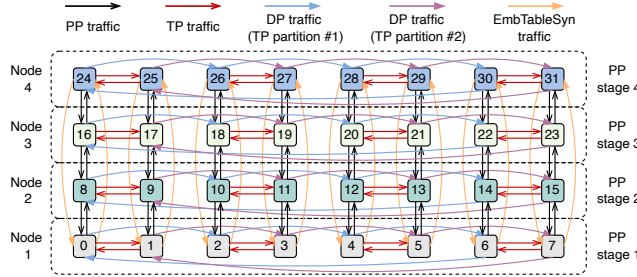 PP traffic
TP traffic
DP traffic
(TP partition #1)
DP traffic
(TP partition #2)
EmbTableSyn
traffic
Node
4
24 25 26 27 28 29 30 31
PP
stage 4
Node
3
16 17 18 19 20 21 22 23
PP
stage 3
Node
2
8 9 10 11 12 13 14 15
PP
stage 2
Node
1
0 1 2 3 4 5 6 7
PP
stage 1